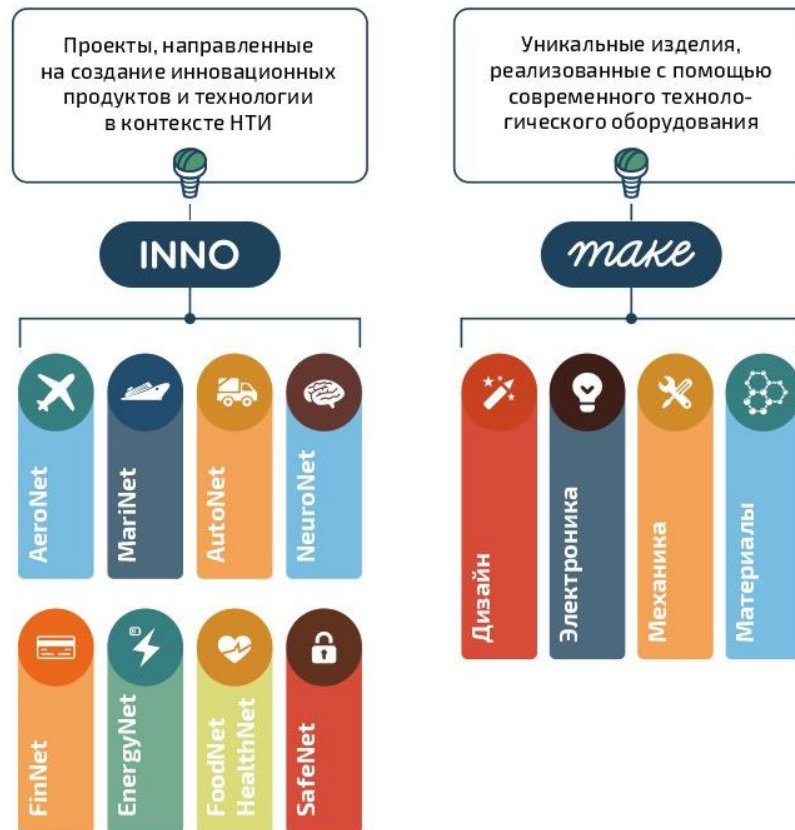 Проекты, направленные
на создание инновационных
продуктов и технологии
в контексте НТИ
INNO
AeroNet
MariNet
AutoNet
NeuroNet
FinNet
EnergyNet
FoodNet
HealthNet
SafeNet
Уникальные изделия,
реализованные с помощью
современного техноло-
гического оборудования
make
Дизайн
Электроника
Механика
Материалы